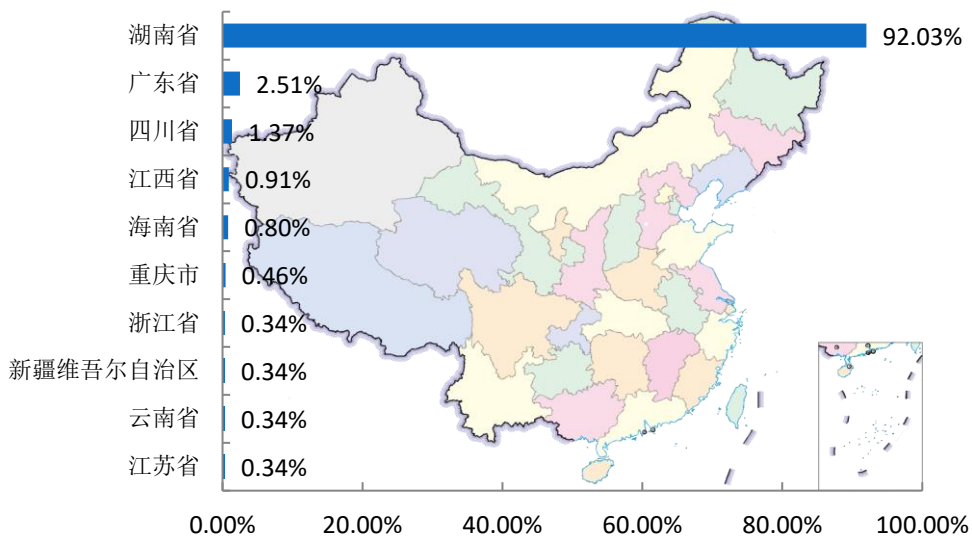 湖南省 92.03%
广东省 2.51%
四川省 1.37%
江西省 0.91%
海南省 0.80%
重庆市 0.46%
浙江省 0.34%
新疆维吾尔自治区 0.34%
云南省 0.34%
江苏省 0.34%
0.00% 20.00% 40.00% 60.00% 80.00% 100.00%